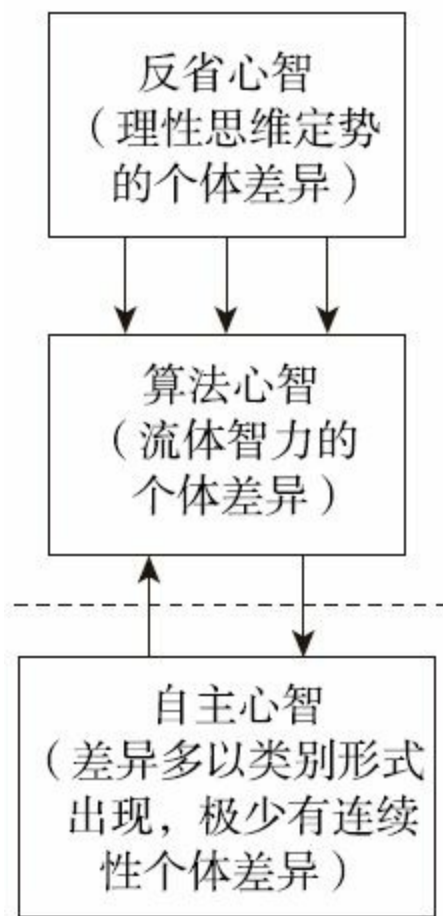 反省心智
（理性思维定势
的个体差异）
算法心智
（流体智力的
个体差异）
自主心智
（差异多以类别形式
出现，极少有连续
性个体差异）